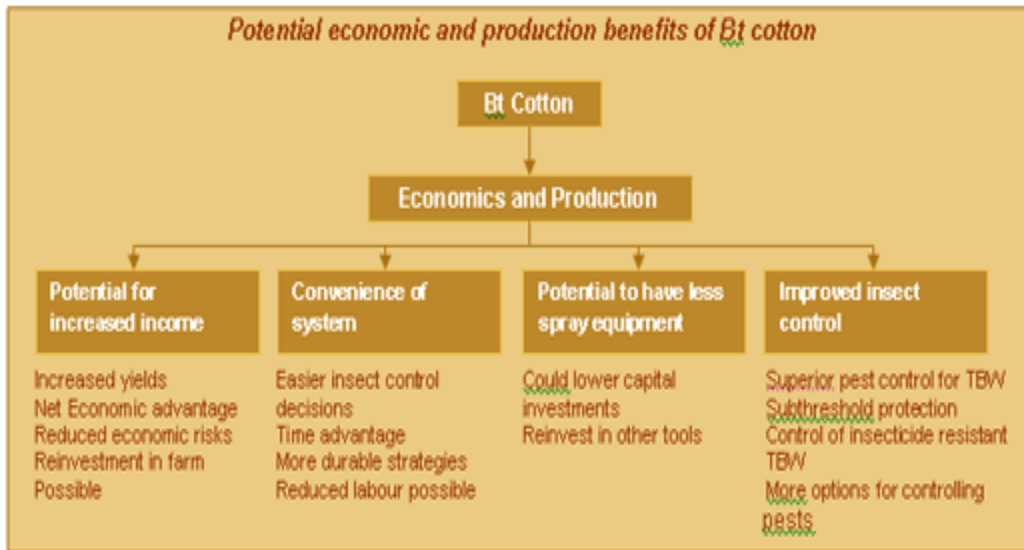 Potential economic and production benefits of Bt cotton
Bt Cotton
Economics and Production
Potential for
increased income
Increased yields
Net Economic advantage
Reduced economic risks
Reinvestment in farm
Possible
Convenience of
system
Easier insect control
decisions
Time advantage
More durable strategies
Reduced labour possible
Potential to have less
spray equipment
Could lower capital
investments
Reinvest in other tools
Improved insect
control
Superior pest control for TBW
Subthreshold protection
Control of insecticide resistant
TBW
More options for controlling
pests